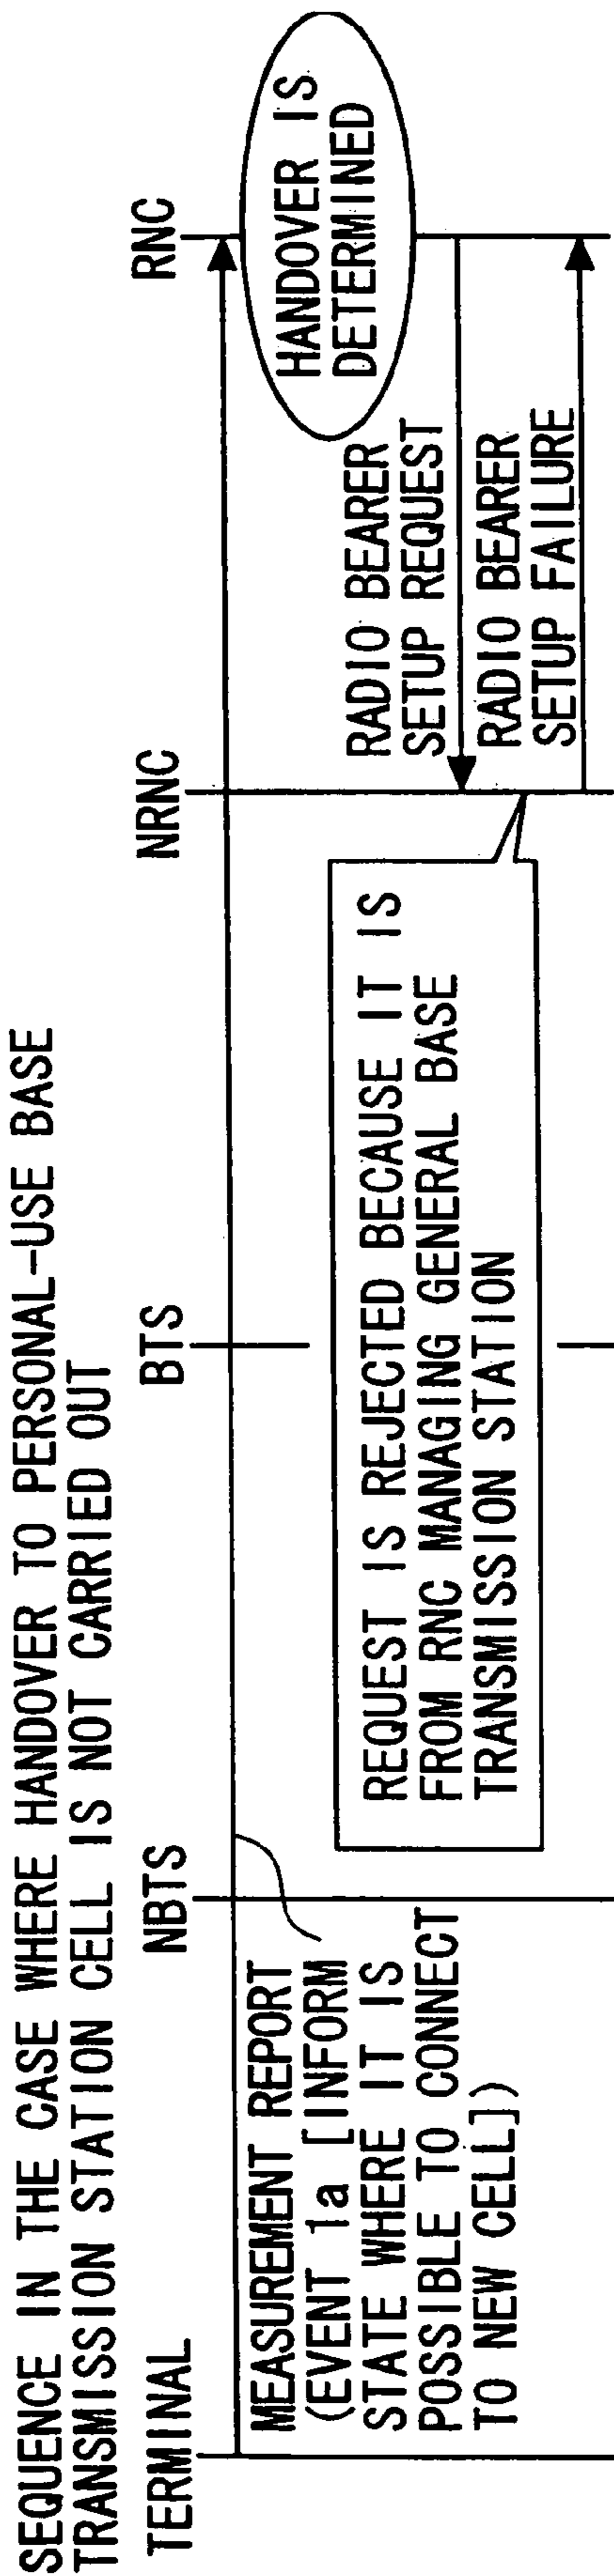 SEQUENCE IN THE CASE WHERE HANDOVER TO PERSONAL-USE BASE
TRANSMISSION STATION CELL IS NOT CARRIED OUT
TERMINAL
NBTS
BTS
NRNC
RNC
MEASUREMENT REPORT
(EVENT 1a [INFORM
STATE WHERE IT IS
POSSIBLE TO CONNECT
TO NEW CELL])
HANDOVER IS
DETERMINED
RADIO BEARER
SETUP REQUEST
REQUEST IS REJECTED BECAUSE IT IS
FROM RNC MANAGING GENERAL BASE
TRANSMISSION STATION
RADIO BEARER
SETUP FAILURE